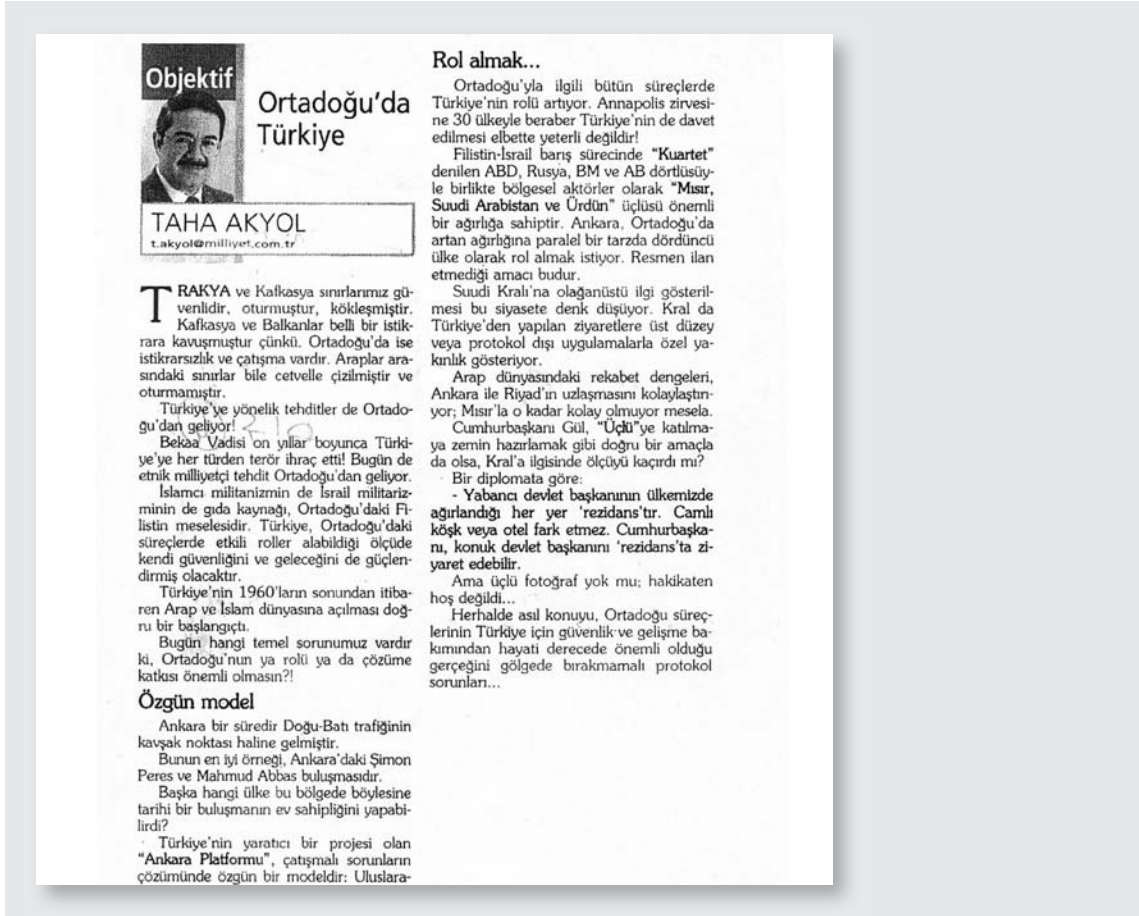 Objektif
Ortadoğu'da
Türkiye
TAHA AKYOL
t.akyol@milliyet.com.tr
TRAKYA ve Kafkasya sınırlarımız gü-
venlidir, oturmuştur, kökleşmiştir.
Kafkasya ve Balkanlar belli bir istik-
rara kavuşmuştur çünkü. Ortadoğu'da ise
istikrarsızlık ve çatışma vardır. Araplar ara-
sındaki sınırlar bile cetvelle çizilmiştir ve
oturmamıştır.
Türkiye'ye yönelik tehditler de Ortado-
ğu'dan geliyor!
Bekaa Vadisi on yıllar boyunca Türki-
ye'ye her türden terör ihraç etti! Bugün de
etnik milliyetçi tehdit Ortadoğu'dan geliyor.
İslamcı militanizmin de İsrail militariz-
minin de gıda kaynağı, Ortadoğu'daki Fi-
listin meselesidir. Türkiye, Ortadoğu'daki
süreçlerde etkili roller alabildiği ölçüde
kendi güvenliğini ve geleceğini de güçlen-
dirmiş olacaktır.
Türkiye'nin 1960'ların sonundan itiba-
ren Arap ve İslam dünyasına açılması doğ-
ru bir başlangıçtı.
Bugün hangi temel sorunumuz vardır
ki, Ortadoğu'nun ya rolü ya da çözüme
katkısı önemli olmasın?!
Özgün model
Ankara bir süredir Doğu-Batı trafiğinin
kavşak noktası haline gelmiştir.
Bunun en iyi örneği, Ankara'daki Şimon
Peres ve Mahmud Abbas buluşmasıdır.
Başka hangi ülke bu bölgede böylesine
tarihi bir buluşmanın ev sahipliğini yapabi-
lirdi?
Türkiye'nin yaratıcı bir projesi olan
"Ankara Platformu", çatışmalı sorunların
çözümünde özgün bir modeldir: Uluslara-
Rol almak...
Ortadoğu'yla ilgili bütün süreçlerde
Türkiye'nin rolü artıyor. Annapolis zirvesi-
ne 30 ülkeyle beraber Türkiye'nin de davet
edilmesi elbette yeterli değildir!
Filistin-İsrail barış sürecinde "Kuartet"
denilen ABD, Rusya, BM ve AB dörtlüsüy-
le birlikte bölgesel aktörler olarak "Mısır,
Suudi Arabistan ve Ürdün" üçlüsü önemli
bir ağırlığa sahiptir. Ankara, Ortadoğu'da
artan ağırlığına paralel bir tarzda dördüncü
ülke olarak rol almak istiyor. Resmen ilan
etmediği amacı budur.
Suudi Kralı'na olağanüstü ilgi gösteril-
mesi bu siyasete denk düşüyor. Kral da
Türkiye'den yapılan ziyaretlere üst düzey
veya protokol dışı uygulamalarla özel ya-
kınlık gösteriyor.
Arap dünyasındaki rekabet dengeleri,
Ankara ile Riyad'ın uzlaşmasını kolaylaştırı-
yor; Mısır'la o kadar kolay olmuyor mesela.
Cumhurbaşkanı Gül, "Üçlü"ye katılma-
ya zemin hazırlamak gibi doğru bir amaçla
da olsa, Kral'a ilgisinde ölçüyü kaçırdı mı?
Bir diplomata göre:
- Yabancı devlet başkanının ülkemizde
ağırlandığı her yer 'rezidans'tır. Camlı
köşk veya otel fark etmez. Cumhurbaşka-
nı, konuk devlet başkanını 'rezidans'ta zi-
yaret edebilir.
Ama üçlü fotoğraf yok mu; hakikaten
hoş değildi...
Herhalde asıl konuyu, Ortadoğu süreç-
lerinin Türkiye için güvenlik ve gelişme ba-
kımından hayati derecede önemli olduğu
gerçeğini gölgede bırakmamalı protokol
sorunları...